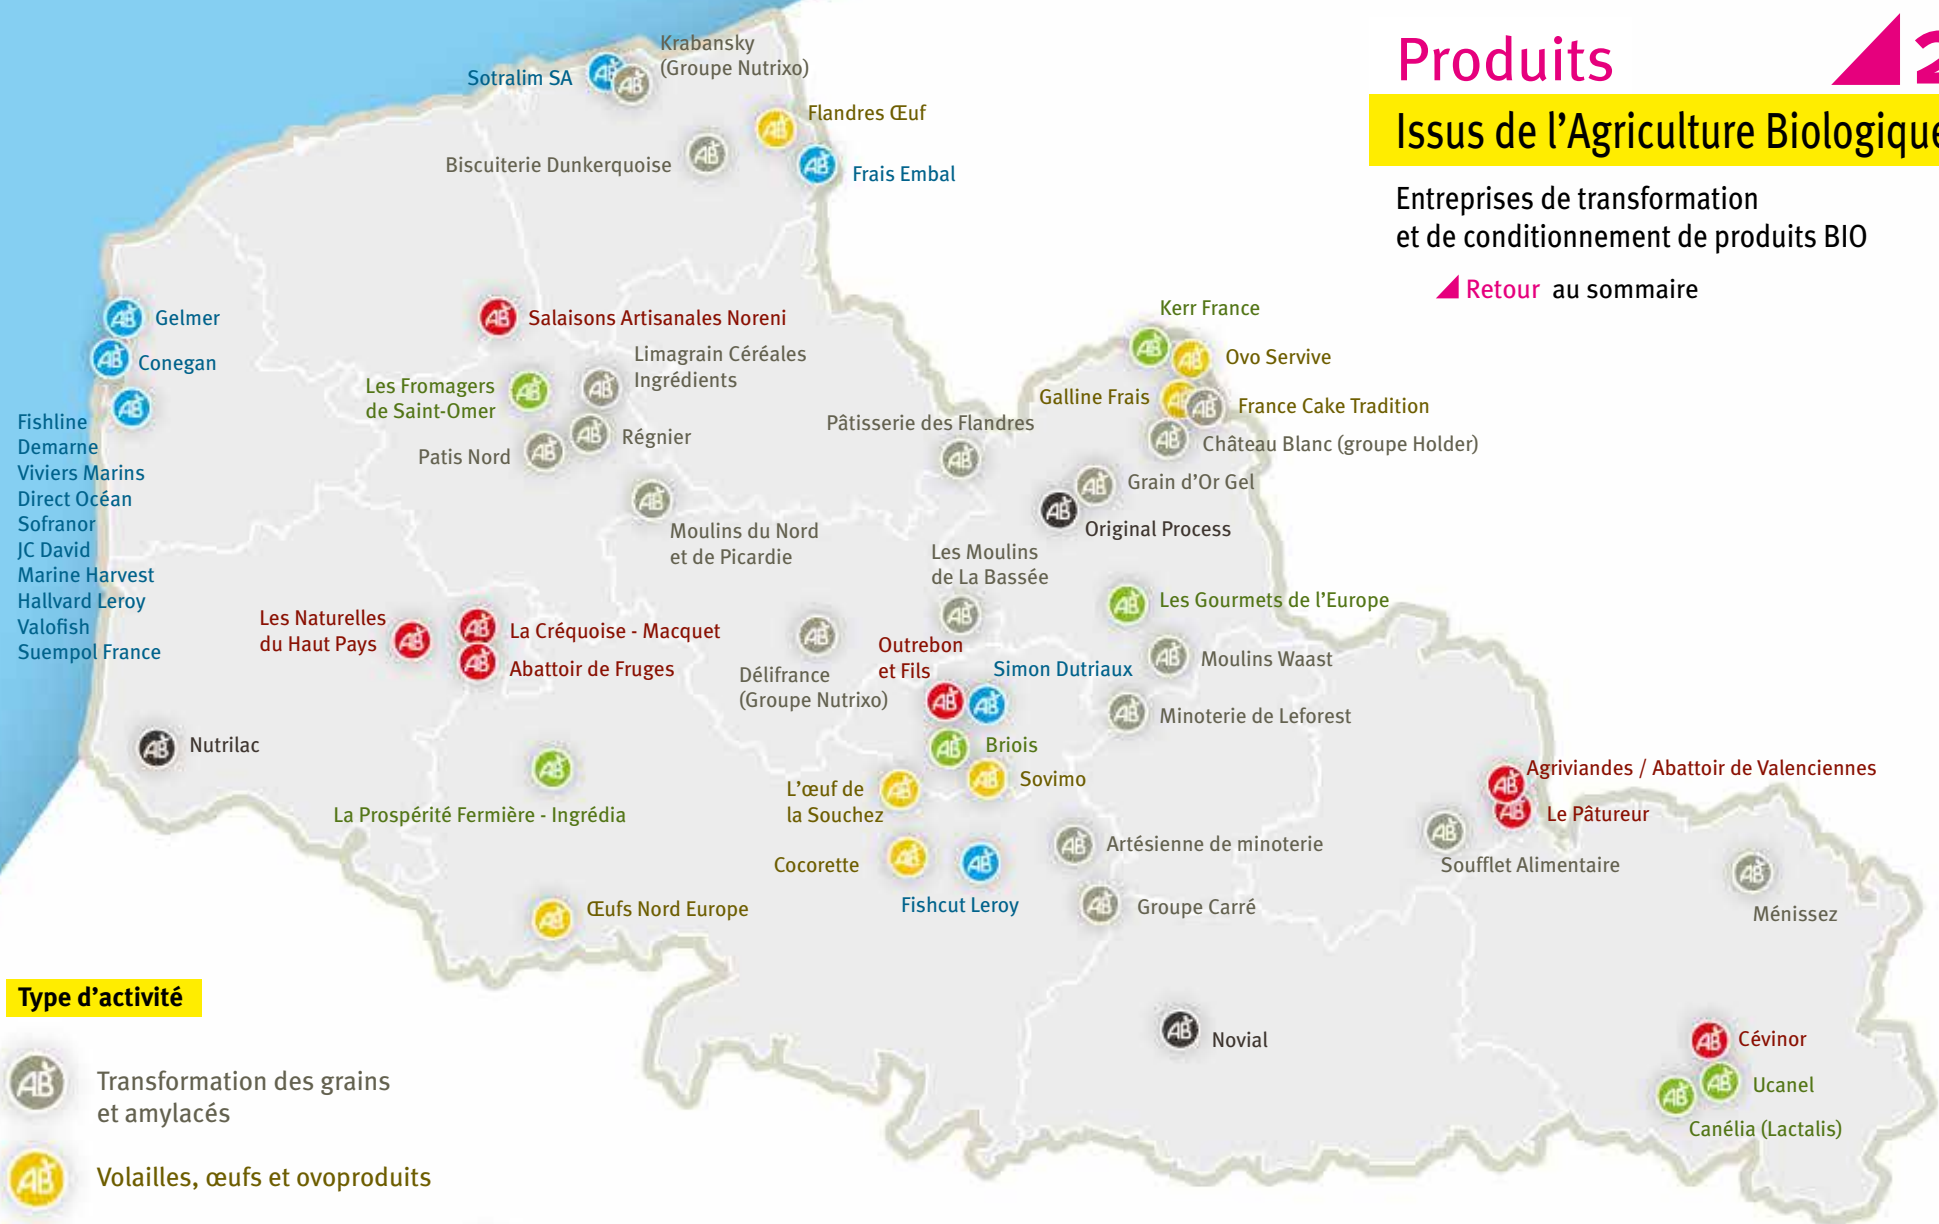 Produits
2
Issus de l'Agriculture Biologique
Entreprises de transformation
et de conditionnement de produits BIO
Retour au sommaire
Krabansky
(Groupe Nutrixo)
Sotralim SA
Flandres Œuf
Biscuiterie Dunkerquoise
Frais Embal
Gelmer
Conegan
Fishline
Demarne
Viviers Marins
Direct Océan
Sofranor
JC David
Marine Harvest
Hallvard Leroy
Valofish
Suempol France
Salaisons Artisanales Noreni
Limagrain Céréales
Ingrédients
Les Fromagers
de Saint-Omer
Régnier
Patis Nord
Moulins du Nord
et de Picardie
Kerr France
Ovo Servive
Galline Frais
France Cake Tradition
Château Blanc (groupe Holder)
Pâtisserie des Flandres
Grain d'Or Gel
Original Process
Les Moulins
de La Bassée
Les Gourmets de l'Europe
Les Naturelles
du Haut Pays
La Créquoise - Macquet
Abattoir de Fruges
Délifrance
(Groupe Nutrixo)
Outrebon
et Fils
Simon Dutriaux
Moulins Waast
Minoterie de Leforest
Nutrilac
Briois
Sovimo
L'œuf de
la Souchez
La Prospérité Fermière - Ingrédia
Agriviandes / Abattoir de Valenciennes
Le Pâtureur
Soufflet Alimentaire
Artésienne de minoterie
Cocorette
Fishcut Leroy
Groupe Carré
Œufs Nord Europe
Ménissez
Novial
Cévinor
Ucanel
Canélia (Lactalis)
Type d'activité
AB
Transformation des grains
et amylacés
AB
Volailles, œufs et ovoproduits